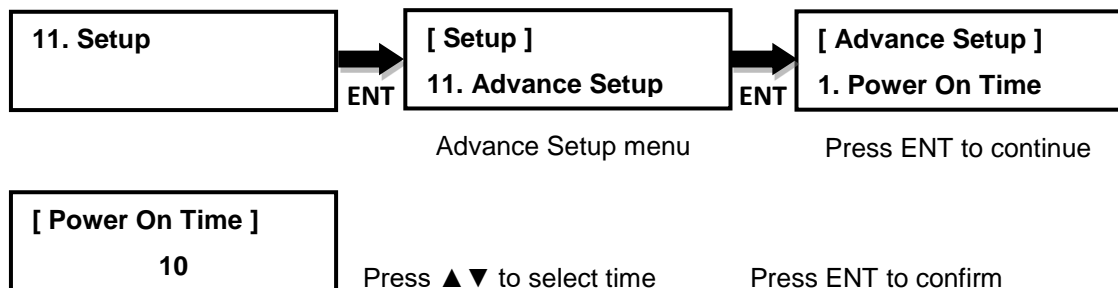 11. Setup
ENT
[ Setup ]
11. Advance Setup
ENT
[ Advance Setup ]
1. Power On Time
Advance Setup menu
Press ENT to continue
[ Power On Time ]
10
Press ▲▼ to select time
Press ENT to confirm